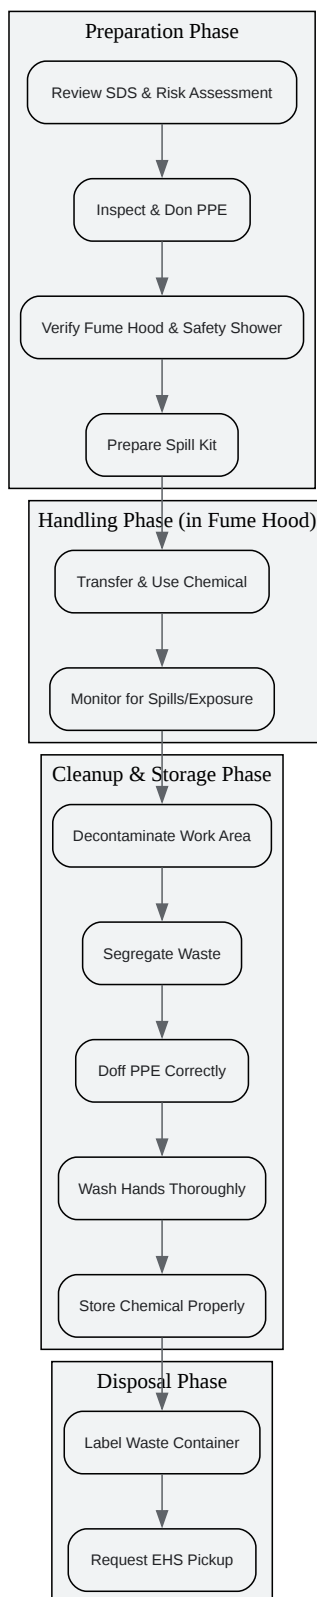 Preparation Phase
Review SDS & Risk Assessment
Inspect & Don PPE
Verify Fume Hood & Safety Shower
Prepare Spill Kit
Handling Phase (in Fume Hood)
Transfer & Use Chemical
Monitor for Spills/Exposure
Cleanup & Storage Phase
Decontaminate Work Area
Segregate Waste
Doff PPE Correctly
Wash Hands Thoroughly
Store Chemical Properly
Disposal Phase
Label Waste Container
Request EHS Pickup